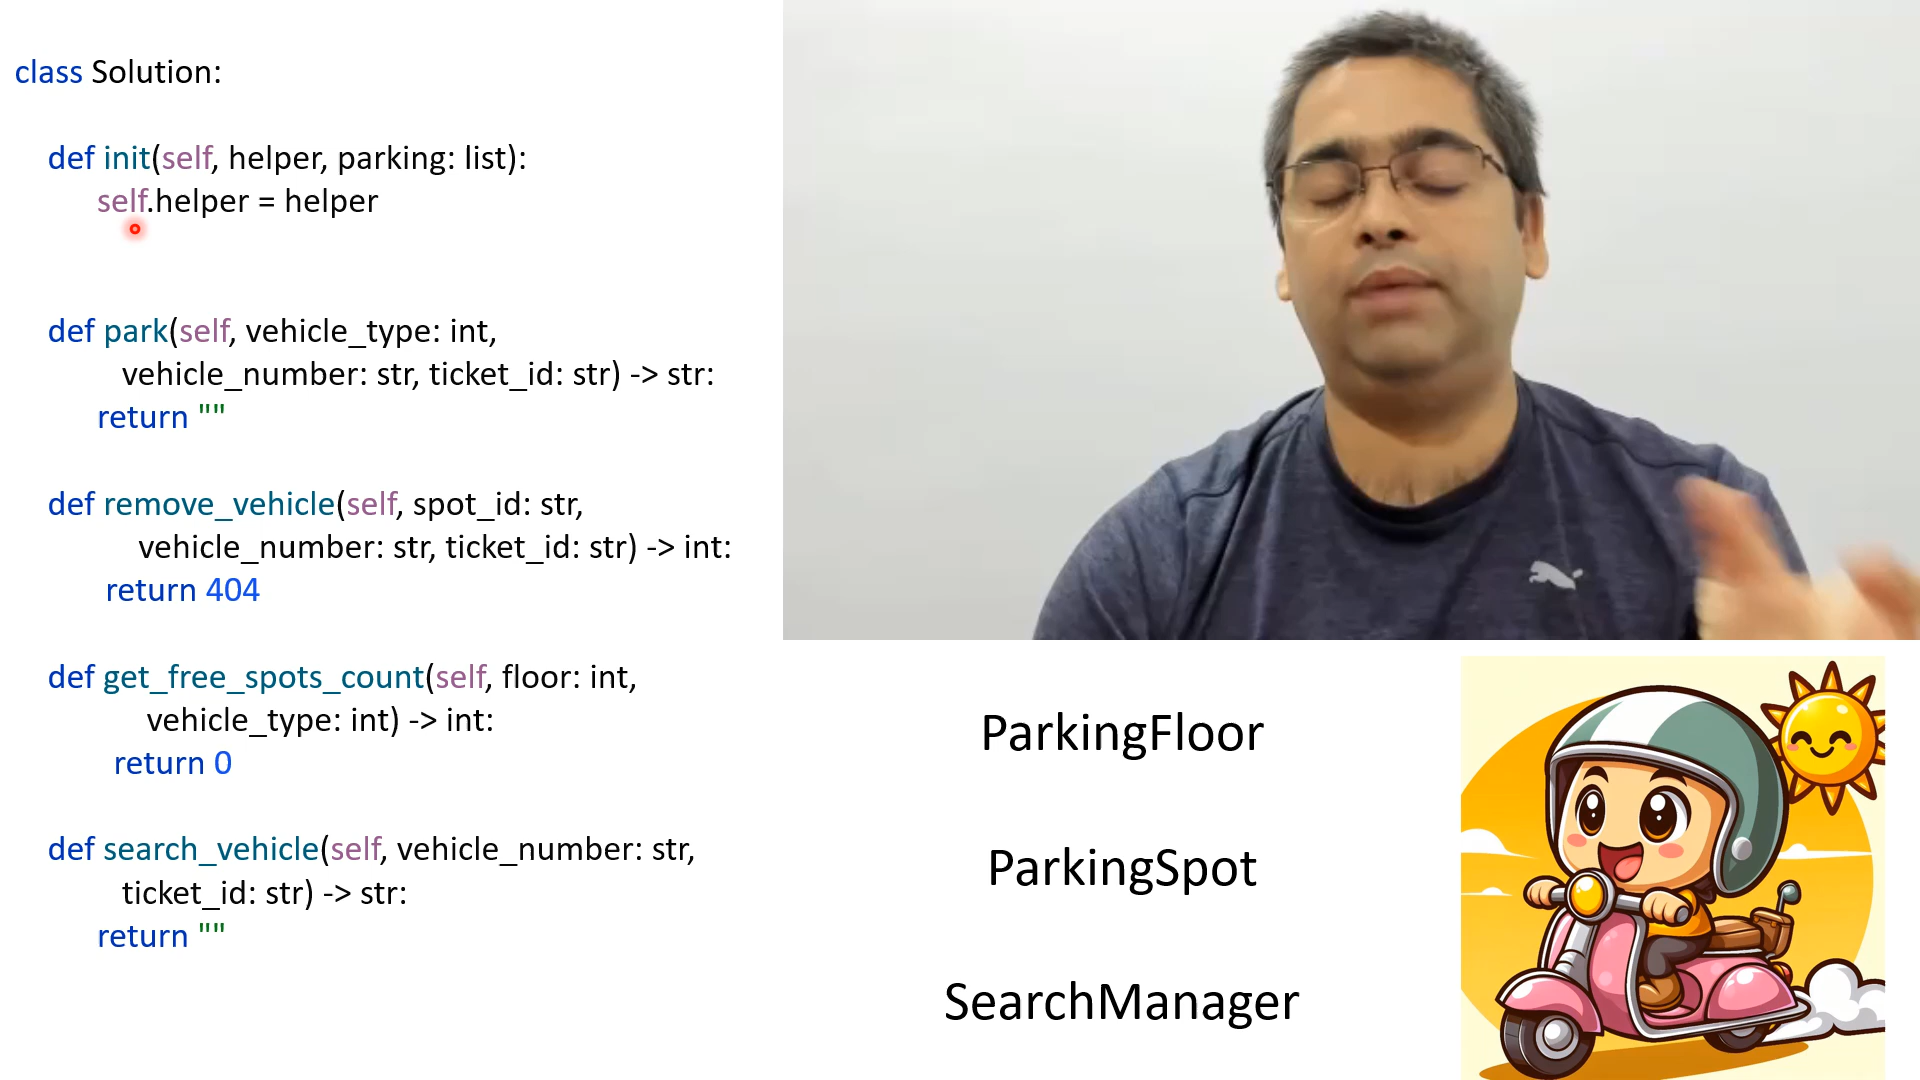 class Solution:
def init(self, helper, parking: list):
self.helper = helper
def park(self, vehicle_type: int,
vehicle_number: str, ticket_id: str) -> str:
return ""
def remove_vehicle(self, spot_id: str,
vehicle_number: str, ticket_id: str) -> int:
return 404
def get_free_spots_count(self, floor: int,
vehicle_type: int) -> int:
return 0
def search_vehicle(self, vehicle_number: str,
ticket_id: str) -> str:
return ""
ParkingFloor
ParkingSpot
SearchManager